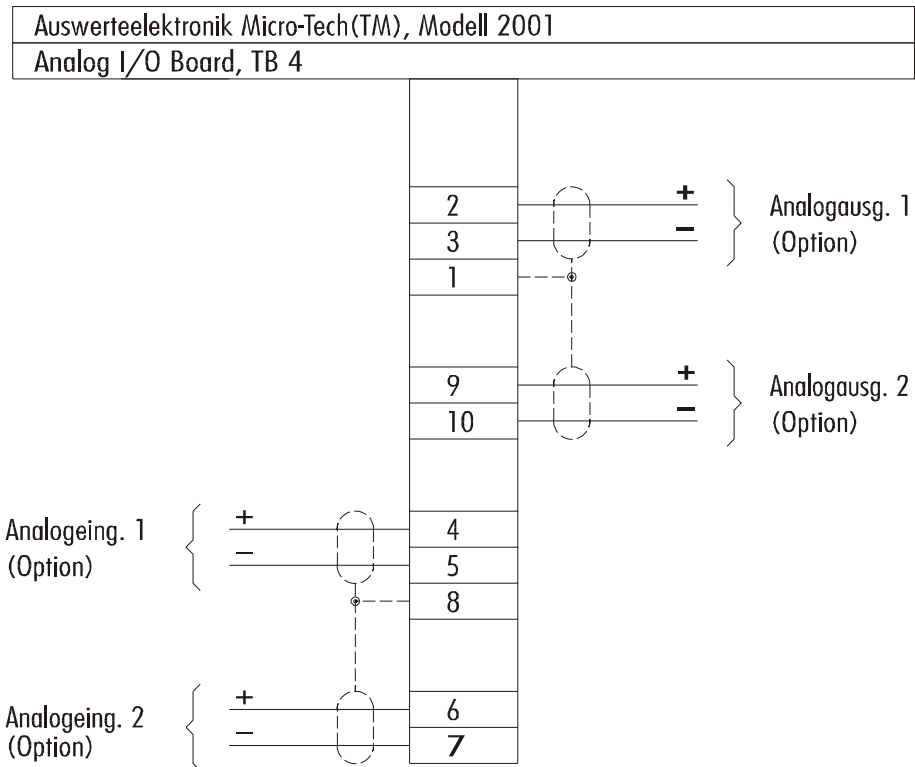 Auswerteelektronik Micro-Tech(TM), Modell 2001
Analog I/O Board, TB 4
2 + Analogausg. 1
3 – (Option)
1
9 + Analogausg. 2
10 – (Option)
Analogeing. 1 + 4
(Option) – 5
8
Analogeing. 2 + 6
(Option) – 7